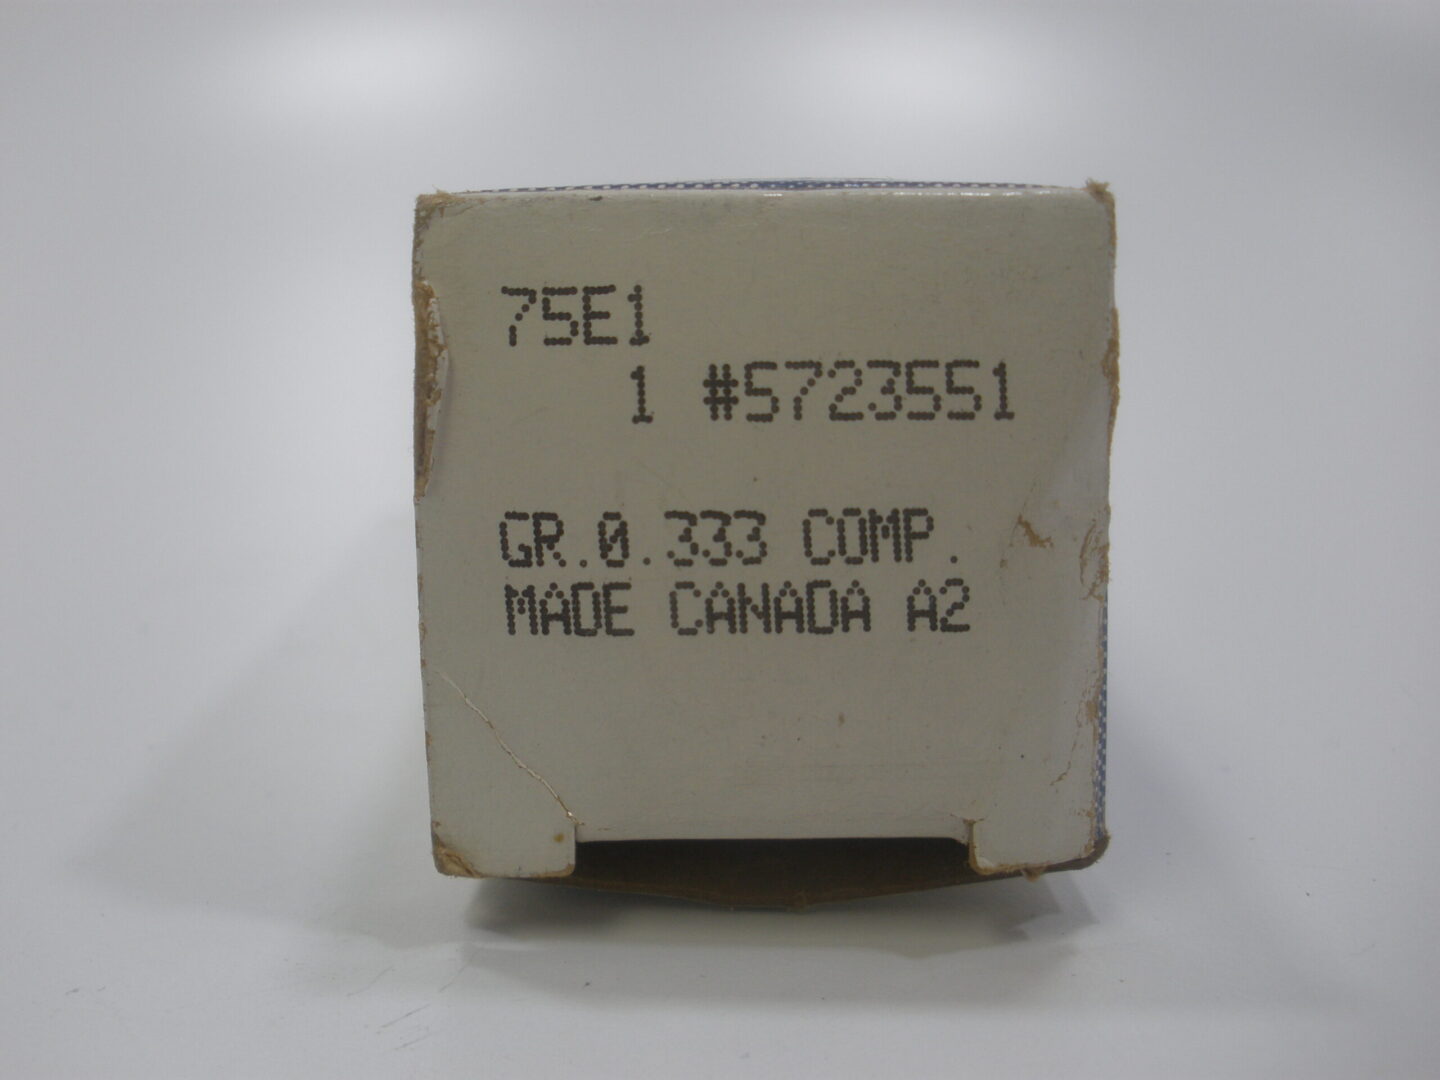 75E1
1 #5723551
GR.0.333 COMP.
MADE CANADA A2